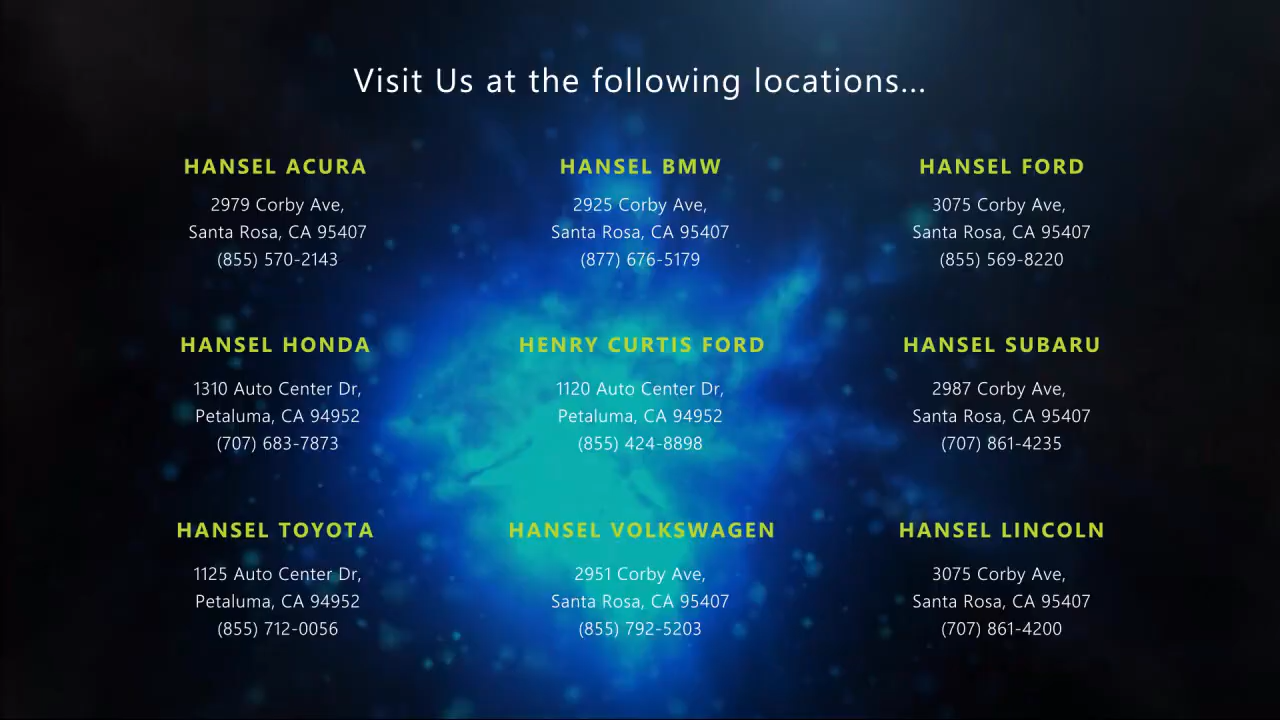 Visit Us at the following locations...
HANSEL ACURA
2979 Corby Ave,
Santa Rosa, CA 95407
(855) 570-2143
HANSEL BMW
2925 Corby Ave,
Santa Rosa, CA 95407
(877) 676-5179
HANSEL FORD
3075 Corby Ave,
Santa Rosa, CA 95407
(855) 569-8220
HANSEL HONDA
1310 Auto Center Dr,
Petaluma, CA 94952
(707) 683-7873
HENRY CURTIS FORD
1120 Auto Center Dr,
Petaluma, CA 94952
(855) 424-8898
HANSEL SUBARU
2987 Corby Ave,
Santa Rosa, CA 95407
(707) 861-4235
HANSEL TOYOTA
1125 Auto Center Dr,
Petaluma, CA 94952
(855) 712-0056
HANSEL VOLKSWAGEN
2951 Corby Ave,
Santa Rosa, CA 95407
(855) 792-5203
HANSEL LINCOLN
3075 Corby Ave,
Santa Rosa, CA 95407
(707) 861-4200